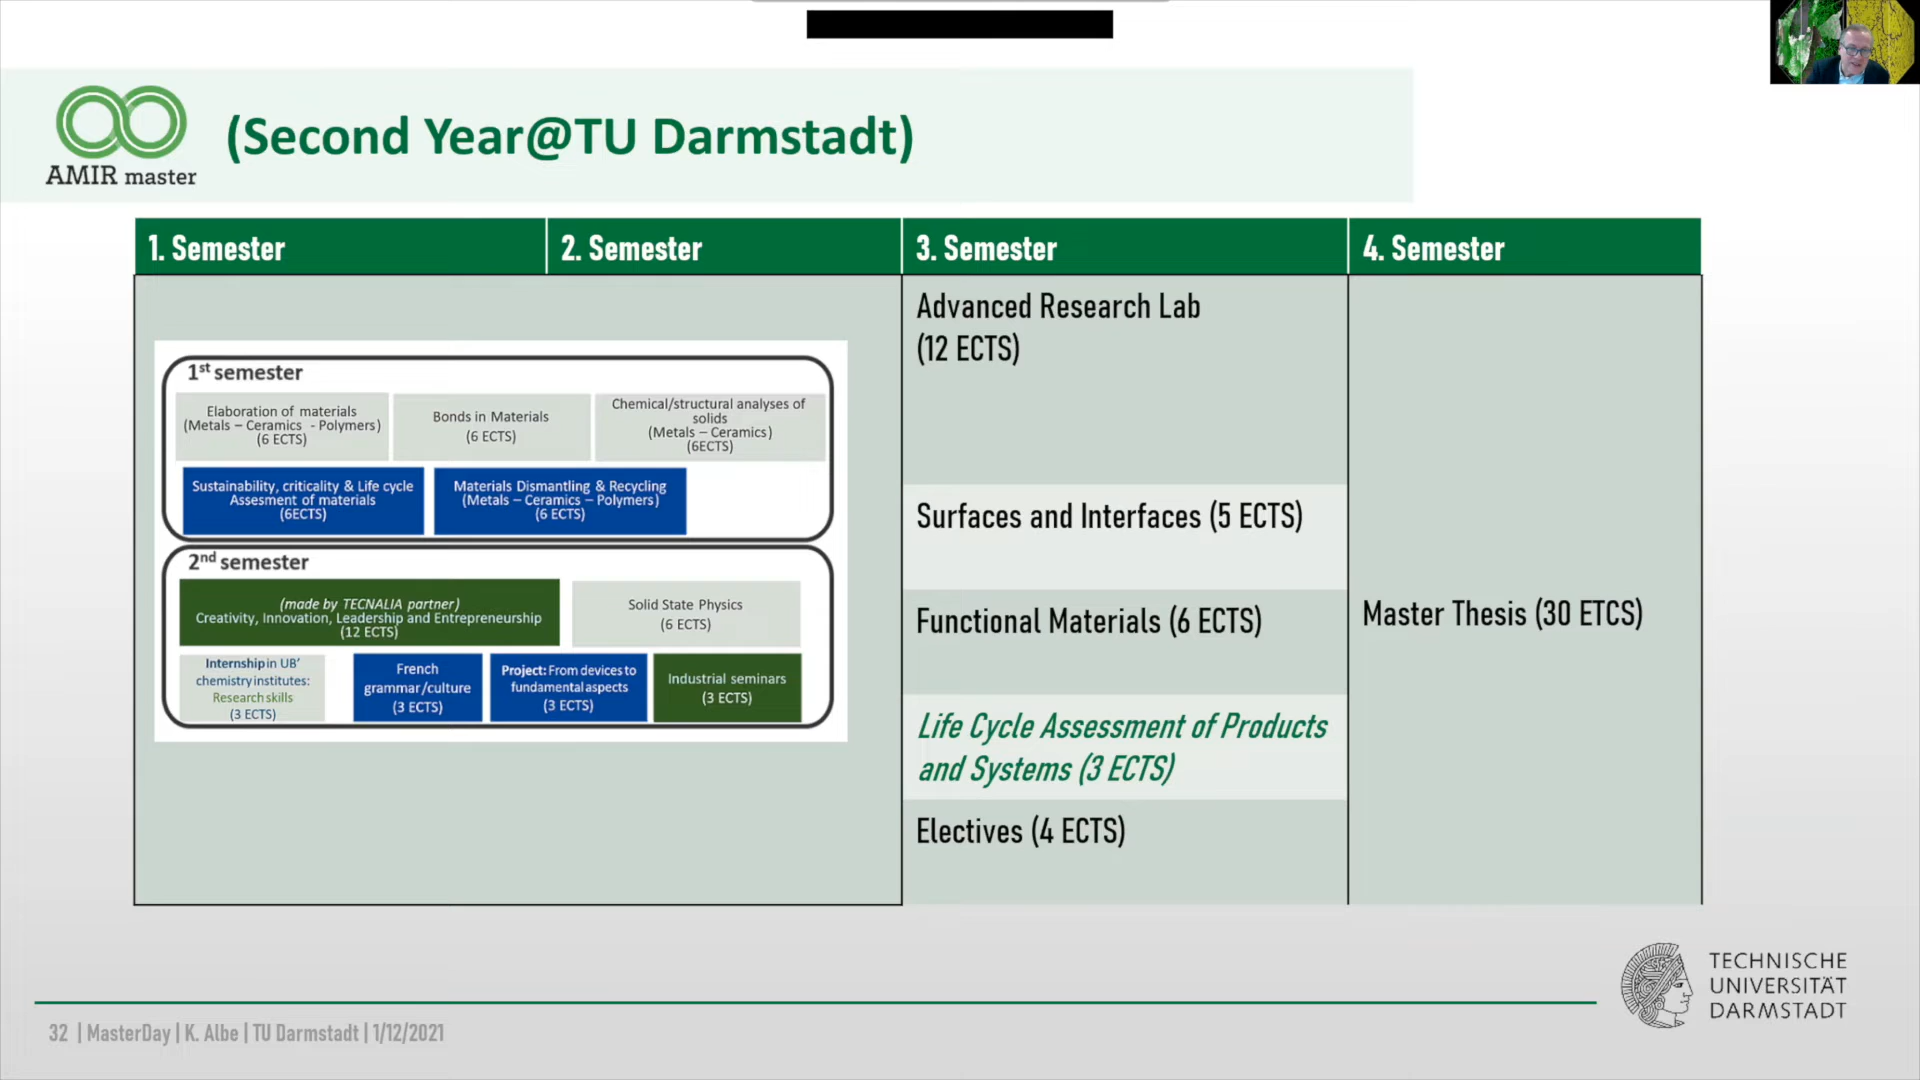 AMIR master
(Second Year@TU Darmstadt)
1. Semester
2. Semester
3. Semester
4. Semester
1st semester
Elaboration of materials
(Metals – Ceramics - Polymers)
(6 ECTS)
Bonds in Materials
(6 ECTS)
Chemical/structural analyses of
solids
(Metals – Ceramics)
(6ECTS)
Sustainability, criticality & Life cycle
Assesment of materials
(6ECTS)
Materials Dismantling & Recycling
(Metals – Ceramics – Polymers)
(6 ECTS)
2nd semester
(made by TECNALIA partner)
Creativity, Innovation, Leadership and Entrepreneurship
(12 ECTS)
Solid State Physics
(6 ECTS)
Internship in UB'
chemistry institutes:
Research skills
(3 ECTS)
French
grammar/culture
(3 ECTS)
Project: From devices to
fundamental aspects
(3 ECTS)
Industrial seminars
(3 ECTS)
Advanced Research Lab
(12 ECTS)
Surfaces and Interfaces (5 ECTS)
Functional Materials (6 ECTS)
Life Cycle Assessment of Products
and Systems (3 ECTS)
Electives (4 ECTS)
Master Thesis (30 ETCS)
32 | MasterDay | K. Albe | TU Darmstadt | 1/12/2021
TECHNISCHE
UNIVERSITÄT
DARMSTADT